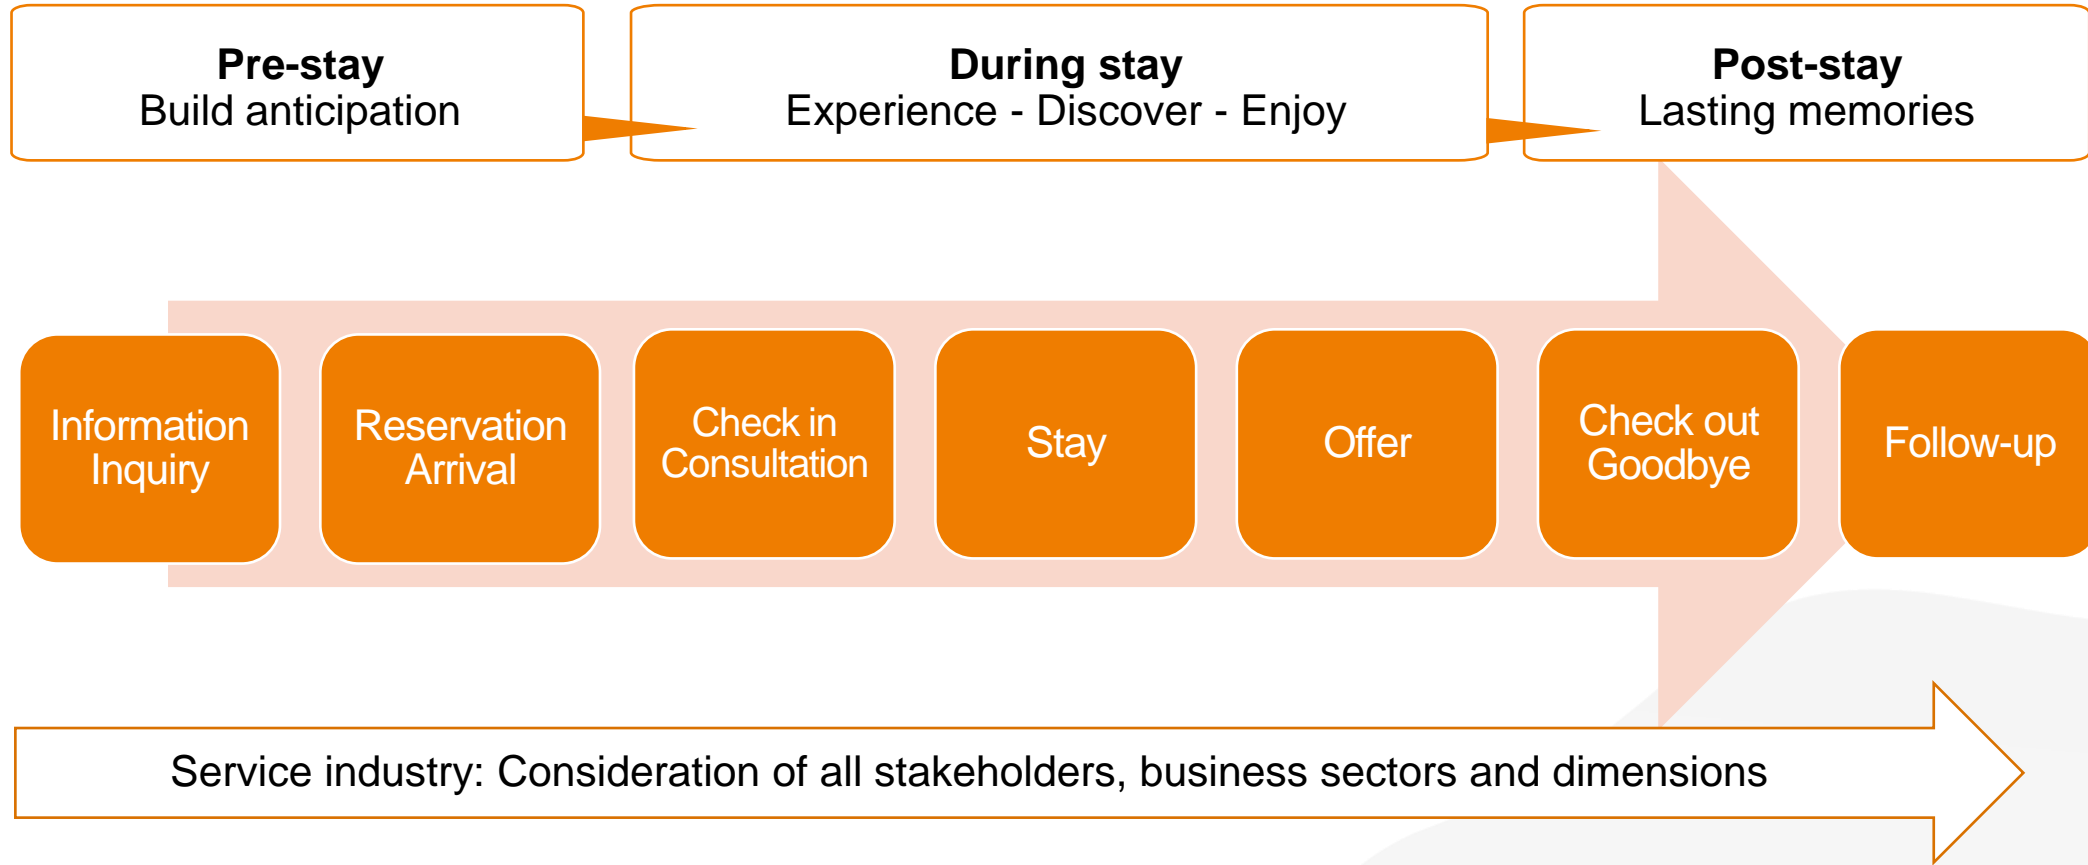 Pre-stay
Build anticipation
During stay
Experience - Discover - Enjoy
Post-stay
Lasting memories
Information
Inquiry
Reservation
Arrival
Check in
Consultation
Stay
Offer
Check out
Goodbye
Follow-up
Service industry: Consideration of all stakeholders, business sectors and dimensions